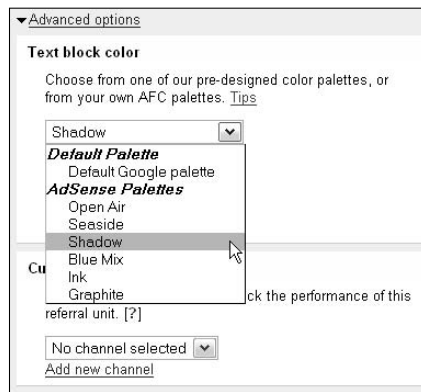 Advanced options
Text block color
Choose from one of our pre-designed color palettes, or
from your own AFC palettes. Tips
Shadow
Default Palette
Default Google palette
AdSense Palettes
Open Air
Seaside
Shadow
Blue Mix
Cu
Ink
Graphite
ck the performance of this
referral unit. [?]
No channel selected
Add new channel